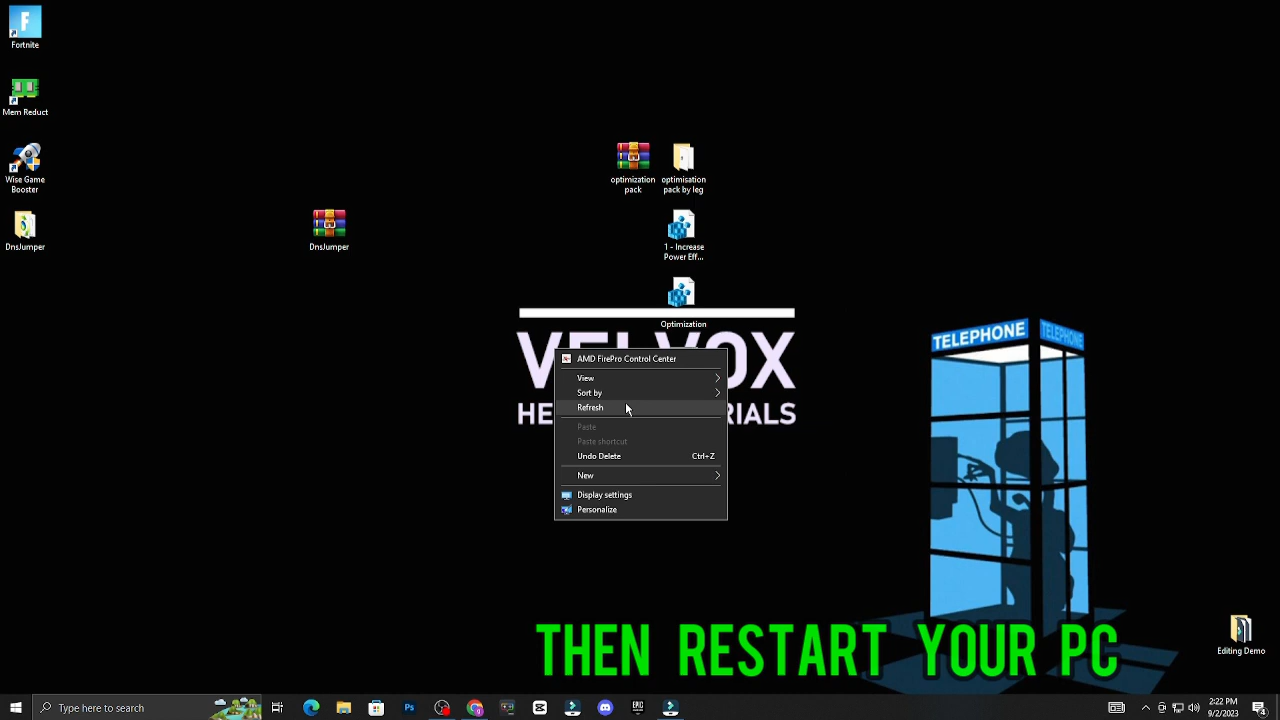 Fortnite
Mem Reduct
Wise Game
Booster
DnsJumper
DnsJumper
optimization
pack
optimisation
pack by leg
1 - Increase
Power Eff...
Optimization
VELVOX
AMD FirePro Control Center
View
Sort by
Refresh
Paste
Paste shortcut
Undo Delete Ctrl+Z
New
Display settings
Personalize
TELEPHONE TELEPHONE
THEN RESTART YOUR PC
Editing Demo
Type here to search
2:22 PM
9/2/2023
4